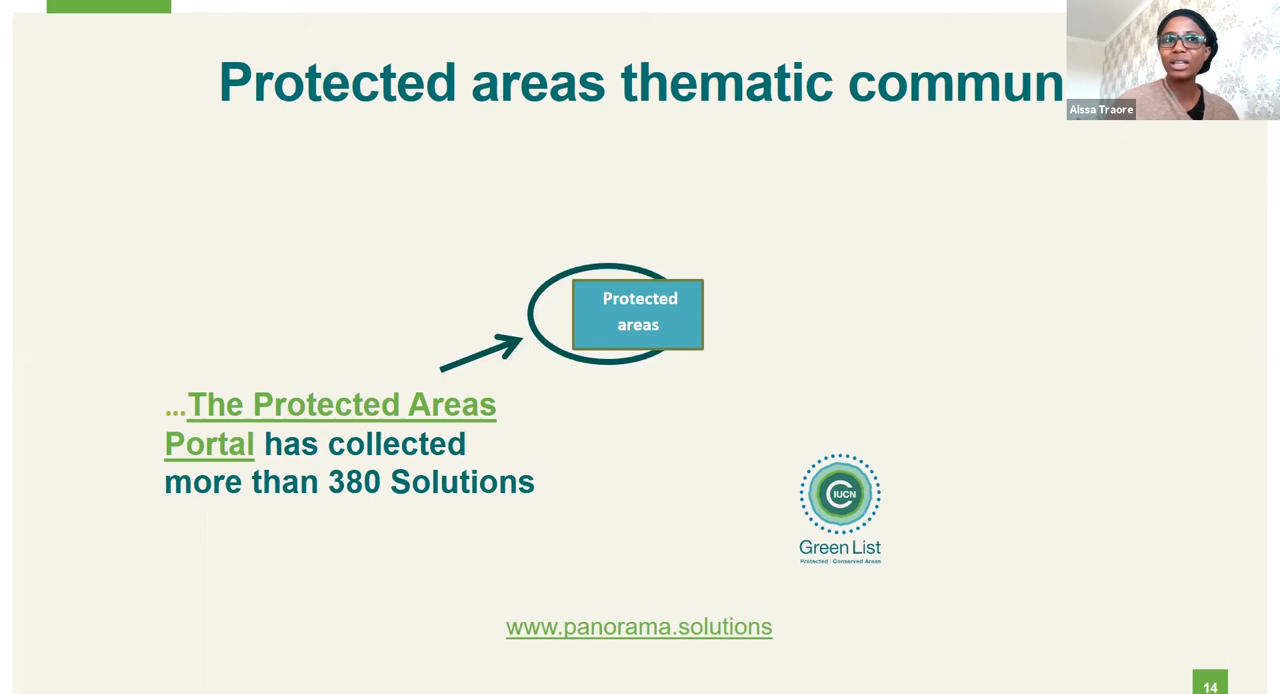 Protected areas thematic commun
Aissa Traore
Protected
areas
...The Protected Areas
Portal has collected
more than 380 Solutions
IUCN
Green List
Protected | Conserved Areas
www.panorama.solutions
14